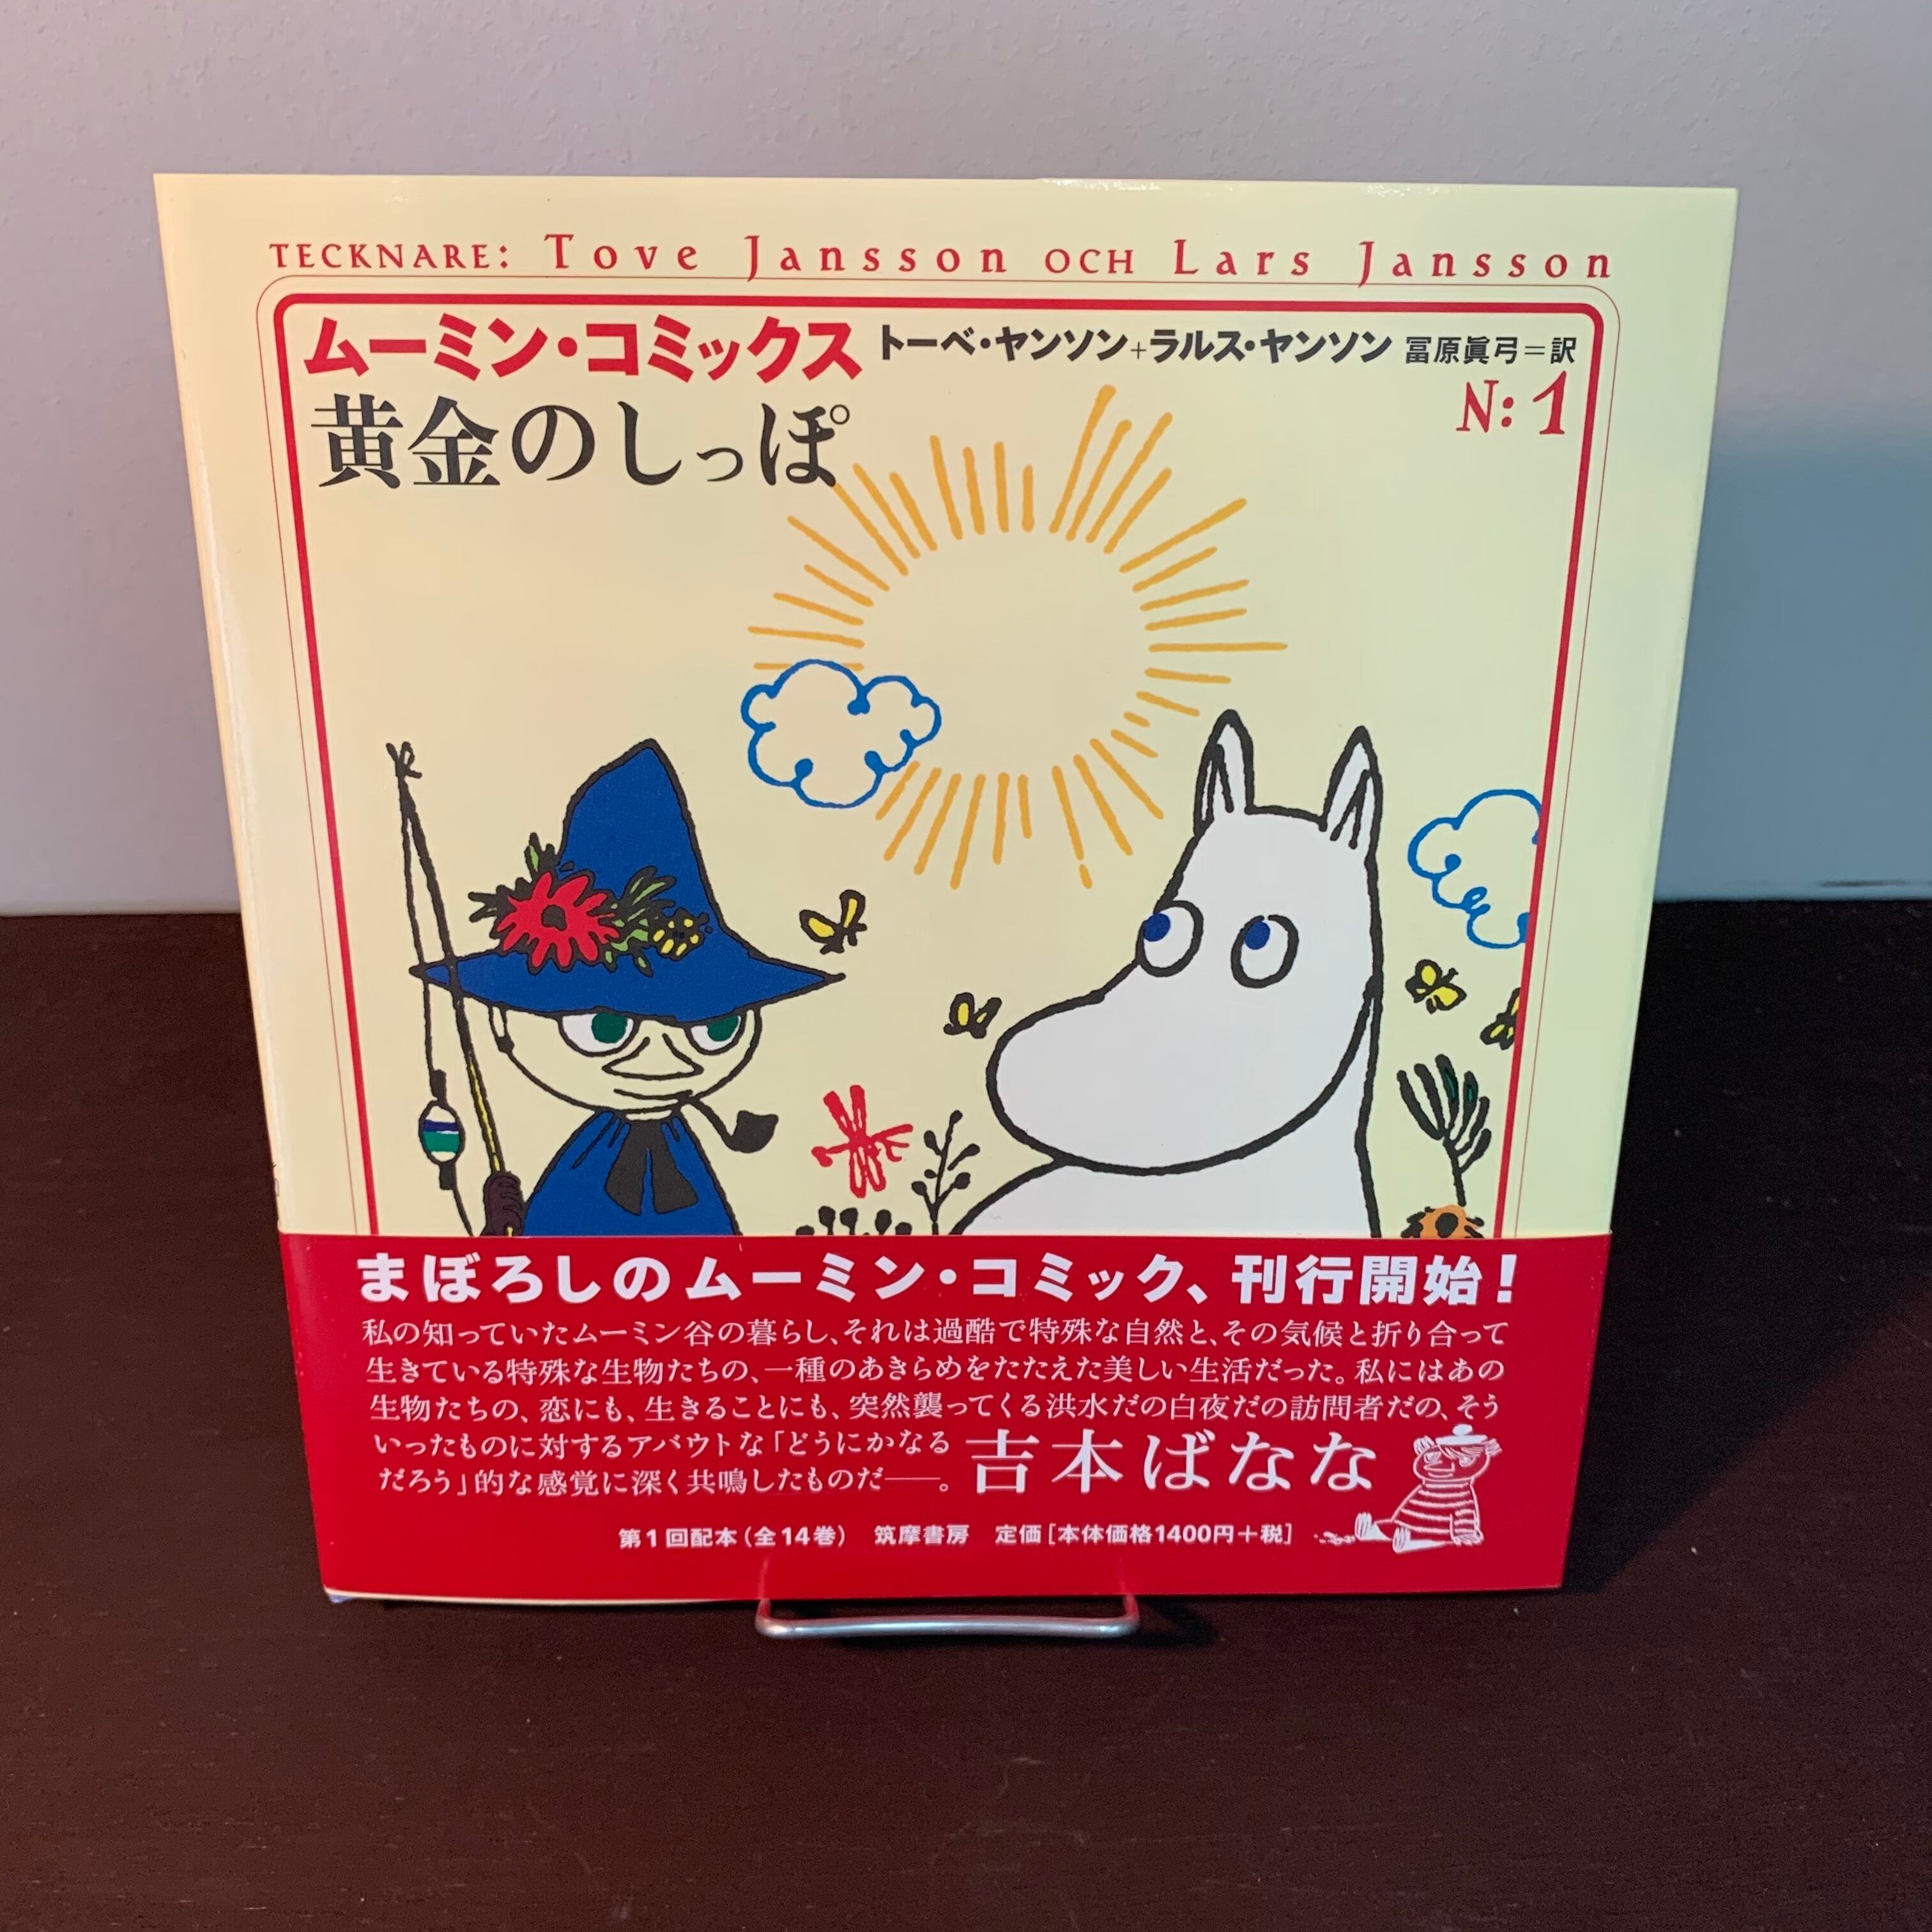 TECKNARE: Tove Jansson OCH Lars Jansson
ムーミン・コミックス トーベ・ヤンソン+ラルス・ヤンソン 冨原眞弓=訳
黄金のしっぽ
N:1
まぼろしのムーミン・コミック、刊行開始!
私の知っていたムーミン谷の暮らし、それは過酷で特殊な自然と、その気候と折り合って
生きている特殊な生物たちの、一種のあきらめをたたえた美しい生活だった。私にはあの
生物たちの、恋にも、生きることにも、突然襲ってくる洪水だの白夜だの訪問者だの、そう
いったものに対するアバウトな「どうにかなる
だろう」的な感覚に深く共鳴したものだ——。
吉本ばなな
第1回配本(全14巻) 筑摩書房 定価[本体価格1400円+税]